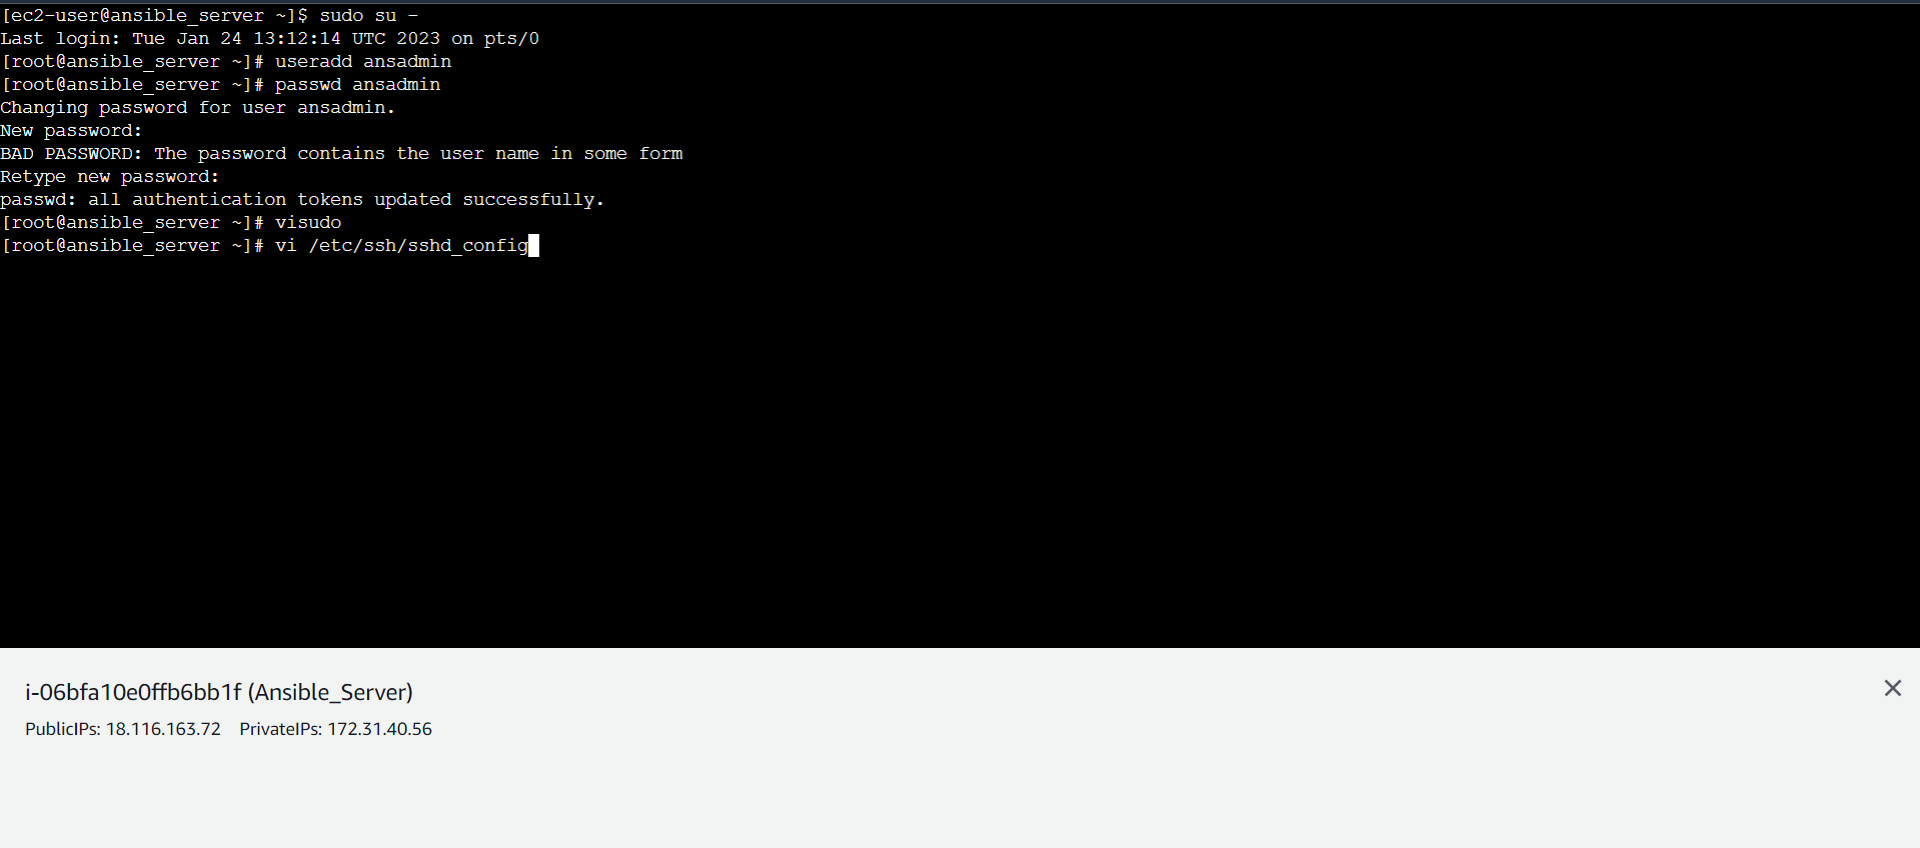 [ec2-user@ansible_server ~]$ sudo su -
Last login: Tue Jan 24 13:12:14 UTC 2023 on pts/0
[root@ansible_server ~]# useradd ansadmin
[root@ansible_server ~]# passwd ansadmin
Changing password for user ansadmin.
New password:
BAD PASSWORD: The password contains the user name in some form
Retype new password:
passwd: all authentication tokens updated successfully.
[root@ansible_server ~]# visudo
[root@ansible_server ~]# vi /etc/ssh/sshd_config
i-06bfa10e0ffb6bb1f (Ansible_Server)
PublicIPs: 18.116.163.72 PrivateIPs: 172.31.40.56